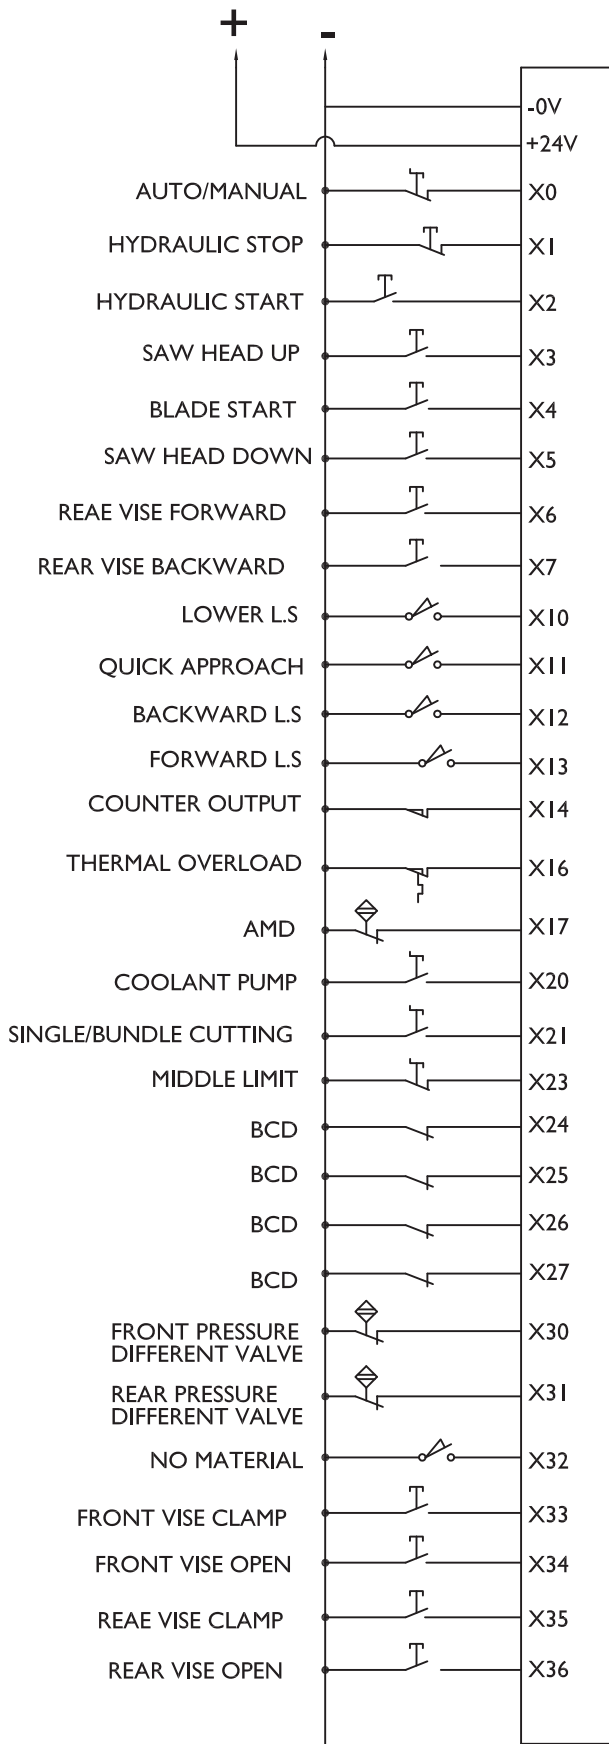 + -
-0V
+24V
AUTO/MANUAL X0
HYDRAULIC STOP X1
HYDRAULIC START X2
SAW HEAD UP X3
BLADE START X4
SAW HEAD DOWN X5
REAE VISE FORWARD X6
REAR VISE BACKWARD X7
LOWER L.S X10
QUICK APPROACH X11
BACKWARD L.S X12
FORWARD L.S X13
COUNTER OUTPUT X14
THERMAL OVERLOAD X16
AMD X17
COOLANT PUMP X20
SINGLE/BUNDLE CUTTING X21
MIDDLE LIMIT X23
BCD X24
BCD X25
BCD X26
BCD X27
FRONT PRESSURE X30
DIFFERENT VALVE
REAR PRESSURE X31
DIFFERENT VALVE
NO MATERIAL X32
FRONT VISE CLAMP X33
FRONT VISE OPEN X34
REAE VISE CLAMP X35
REAR VISE OPEN X36